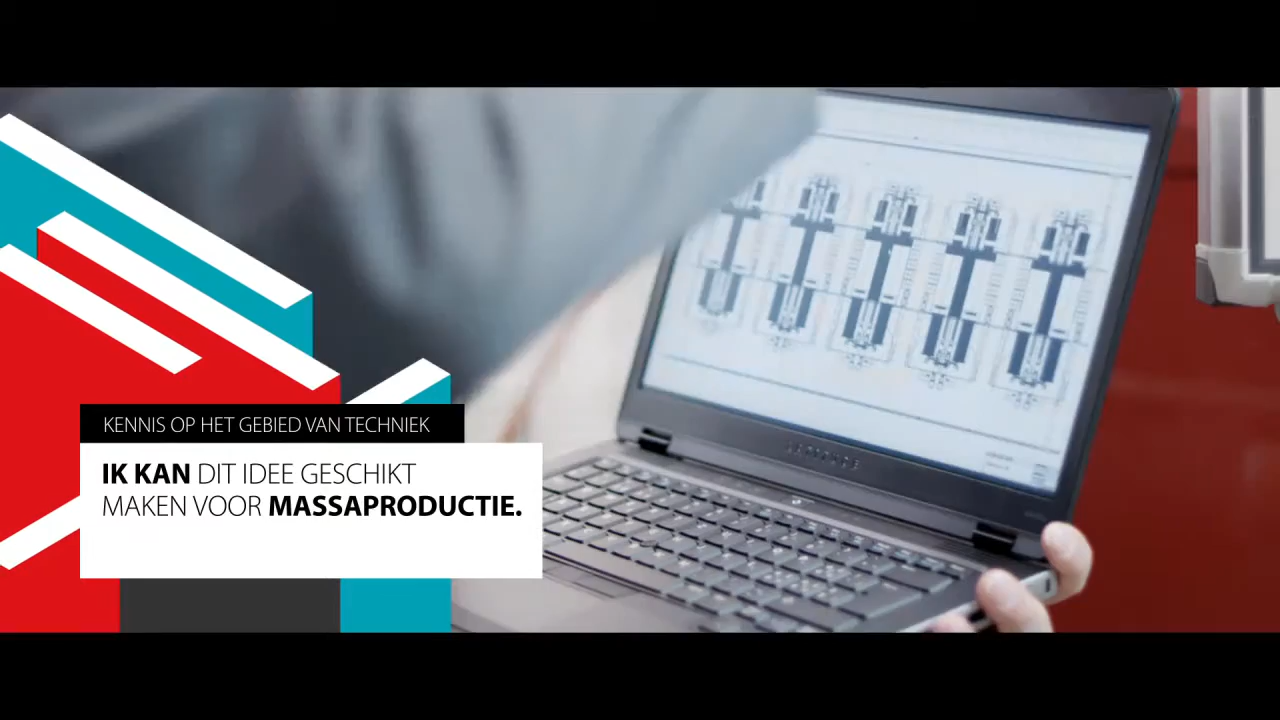 KENNIS OP HET GEBIED VAN TECHNIEK
IK KAN DIT IDEE GESCHIKT
MAKEN VOOR MASSAPRODUCTIE.